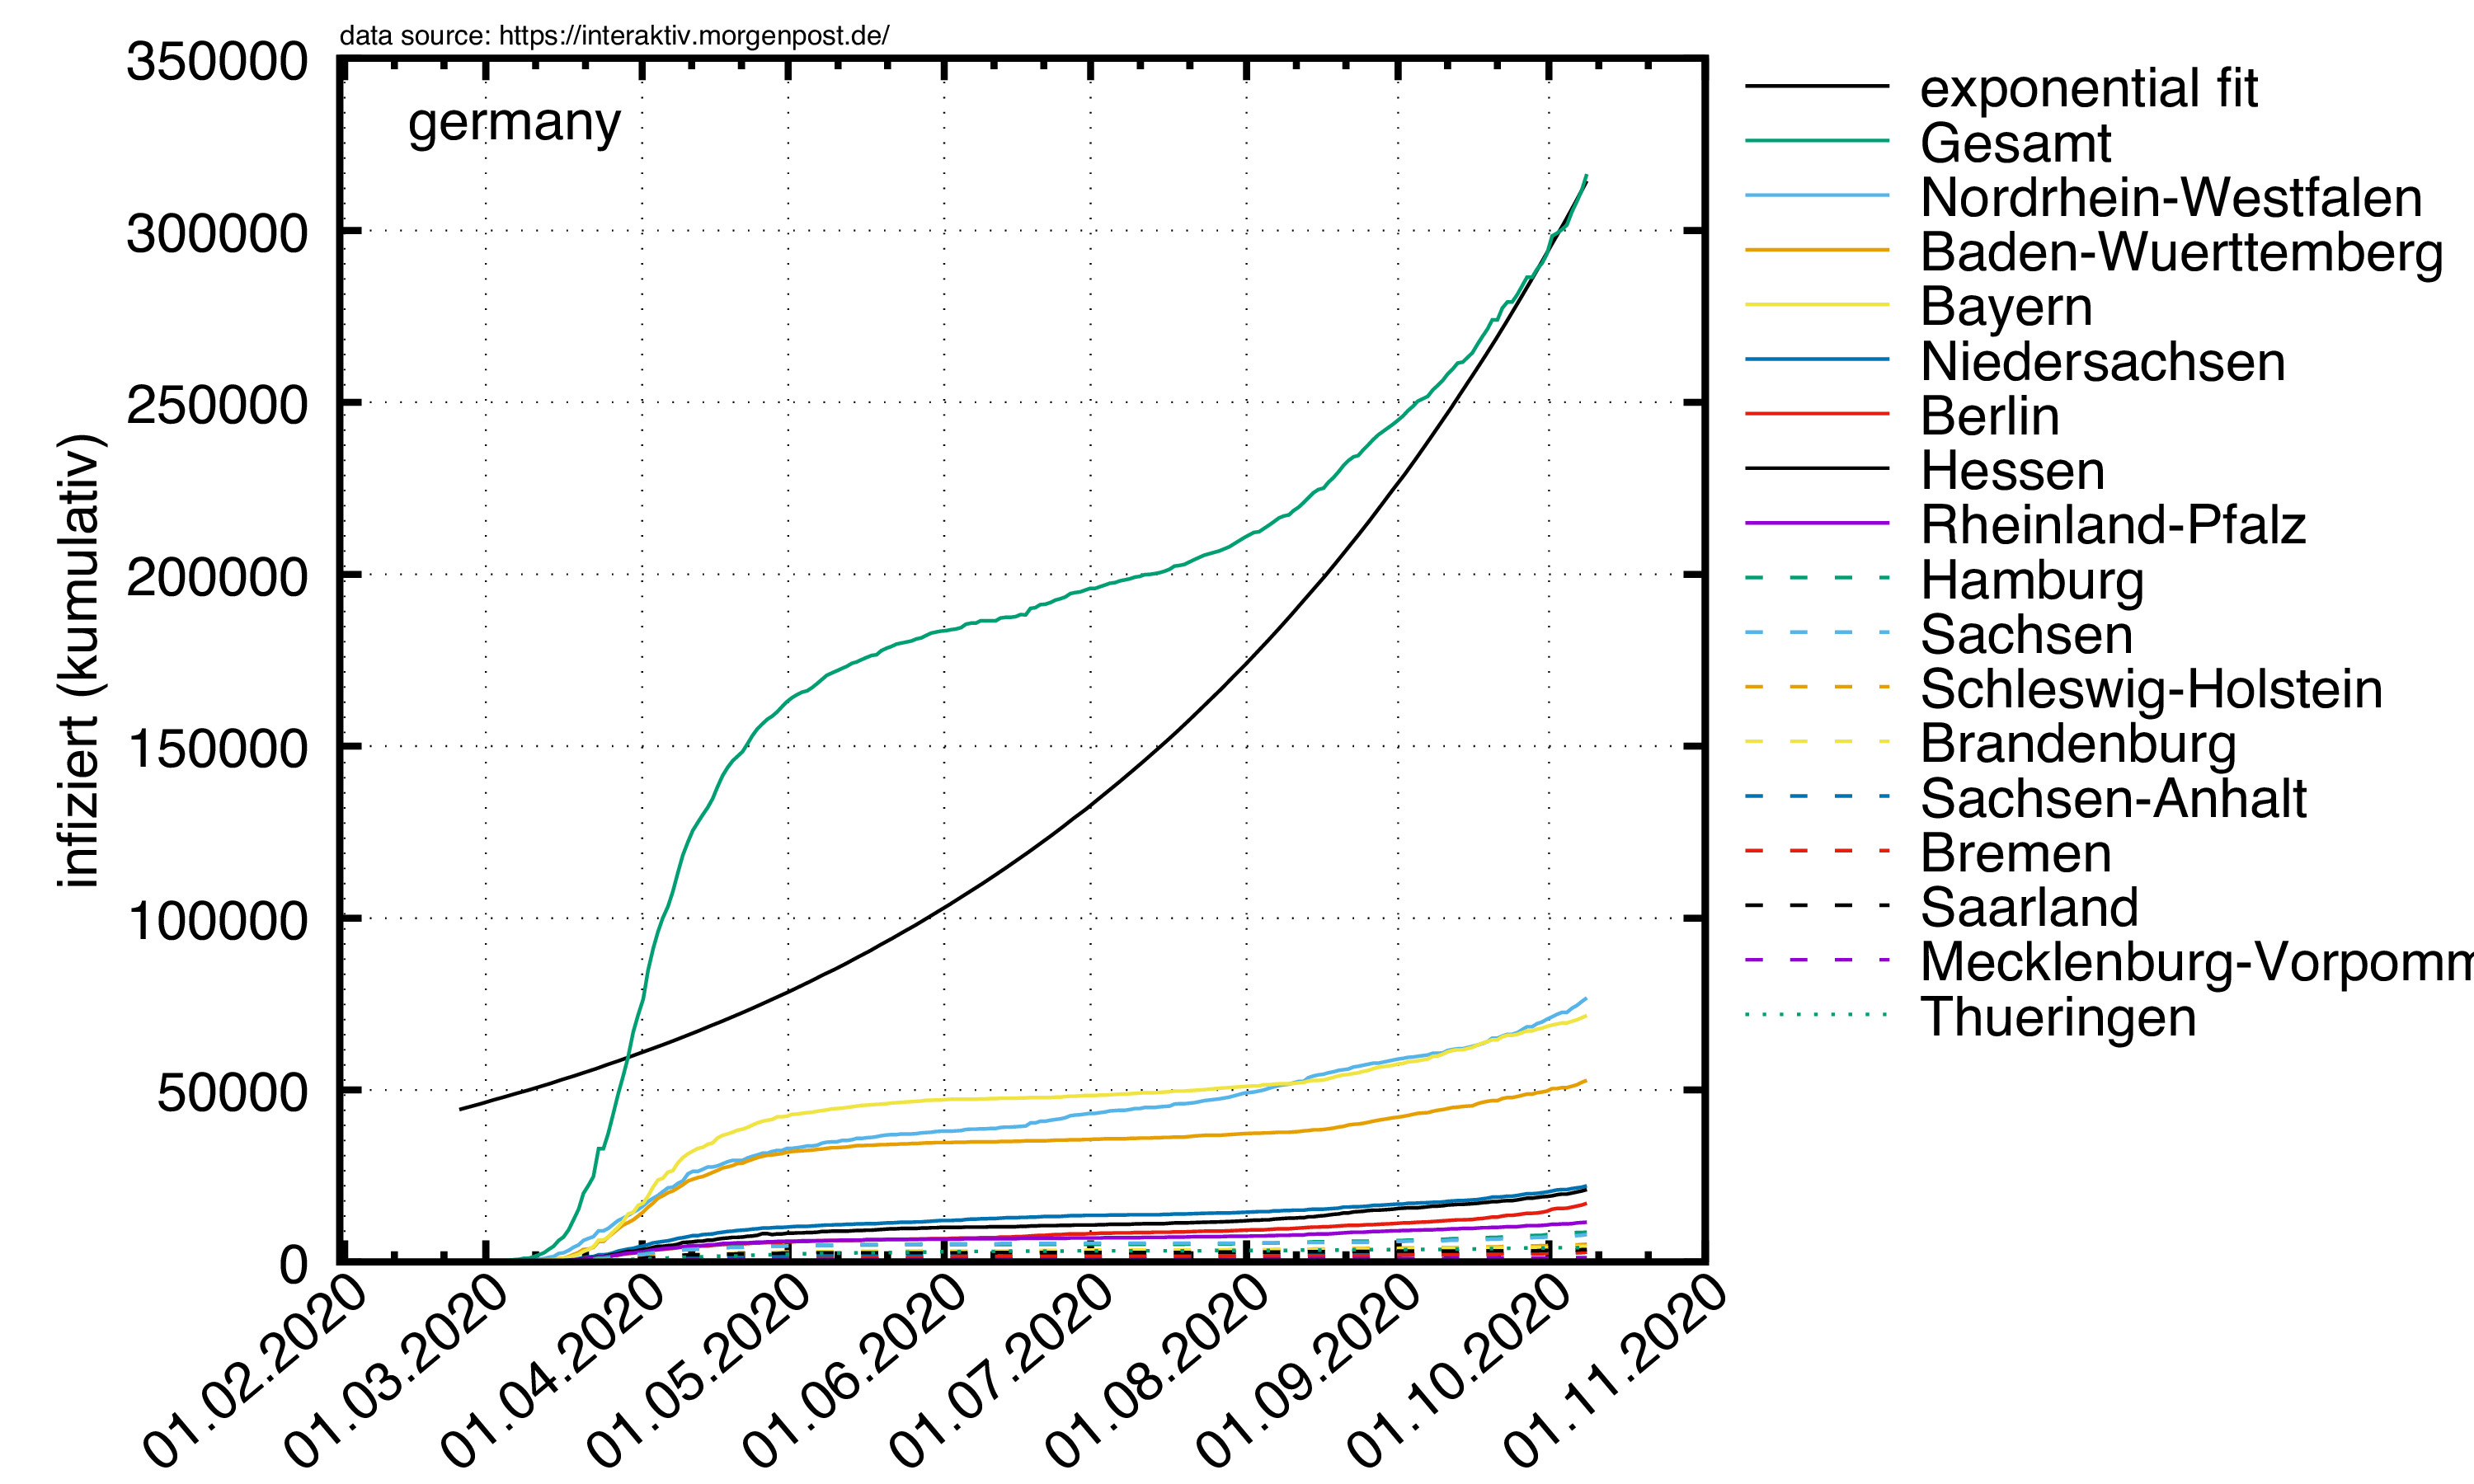 data source: https://interaktiv.morgenpost.de/
350000
300000
250000
200000
150000
100000
50000
0
infiziert (kumulativ)
germany
01.02.2020
01.03.2020
01.04.2020
01.05.2020
01.06.2020
01.07.2020
01.08.2020
01.09.2020
01.10.2020
01.11.2020
exponential fit
Gesamt
Nordrhein-Westfalen
Baden-Wuerttemberg
Bayern
Niedersachsen
Berlin
Hessen
Rheinland-Pfalz
Hamburg
Sachsen
Schleswig-Holstein
Brandenburg
Sachsen-Anhalt
Bremen
Saarland
Mecklenburg-Vorpomm
Thueringen